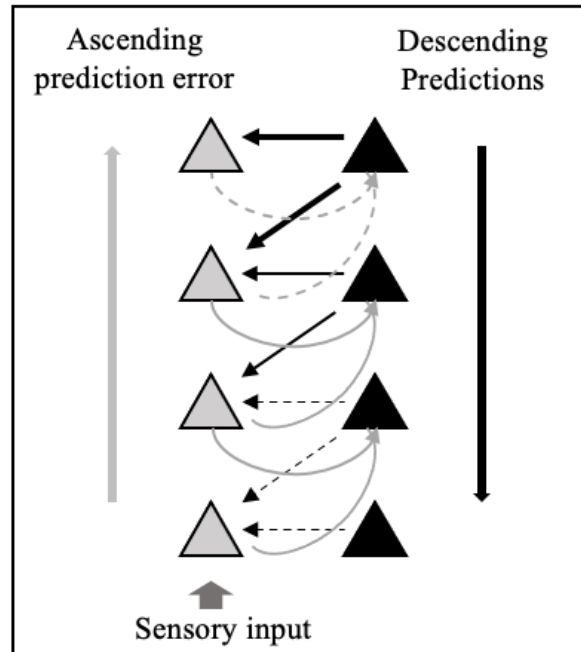 Ascending
prediction error
Descending
Predictions
Sensory input